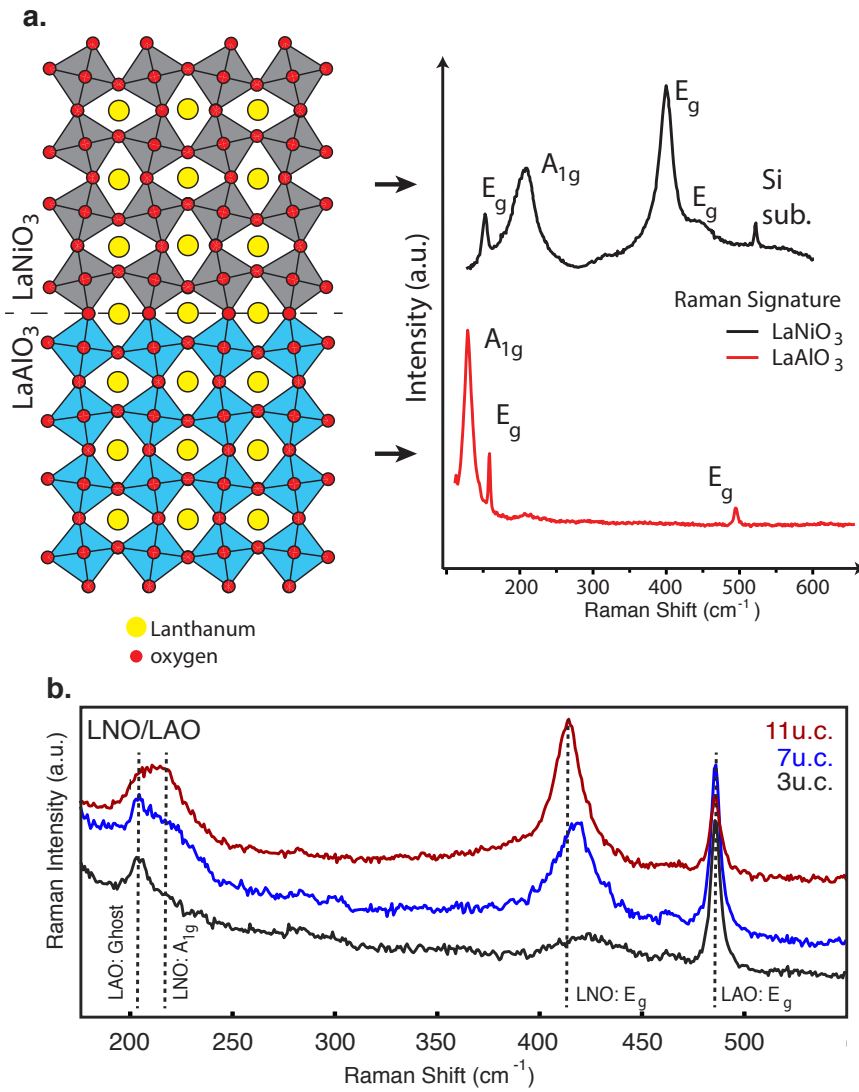 a.
LaNiO3
LaAlO3
Lanthanum
oxygen
Intensity (a.u.)
Eg
A1g
Eg
Eg
Si
sub.
Raman Signature
LaNiO3
LaAlO3
A1g
Eg
Eg
200 300 400 500 600
Raman Shift (cm-1)
b.
LNO/LAO
11u.c.
7u.c.
3u.c.
Raman Intensity (a.u.)
LAO: Ghost
LNO: A1g
LNO: Eg
LAO: Eg
200 250 300 350 400 450 500
Raman Shift (cm-1)